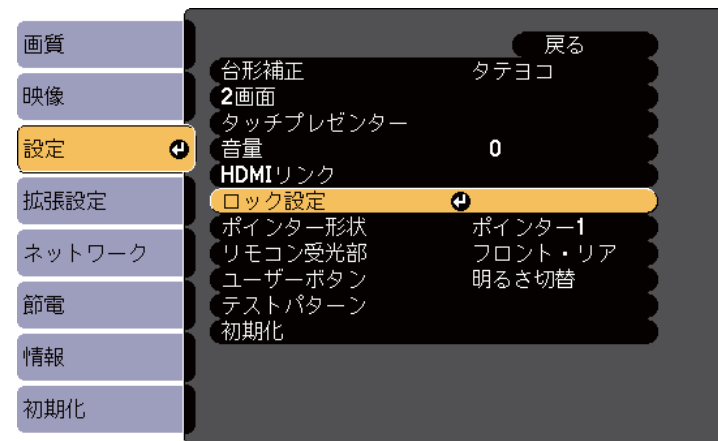 画質
映像
設定
拡張設定
ネットワーク
節電
情報
初期化
戻る
台形補正 タテヨコ
2画面
タッチプレゼンター
音量 0
HDMIリンク
ロック設定
ポインター形状 ポインター1
リモコン受光部 フロント・リア
ユーザーボタン 明るさ切替
テストパターン
初期化